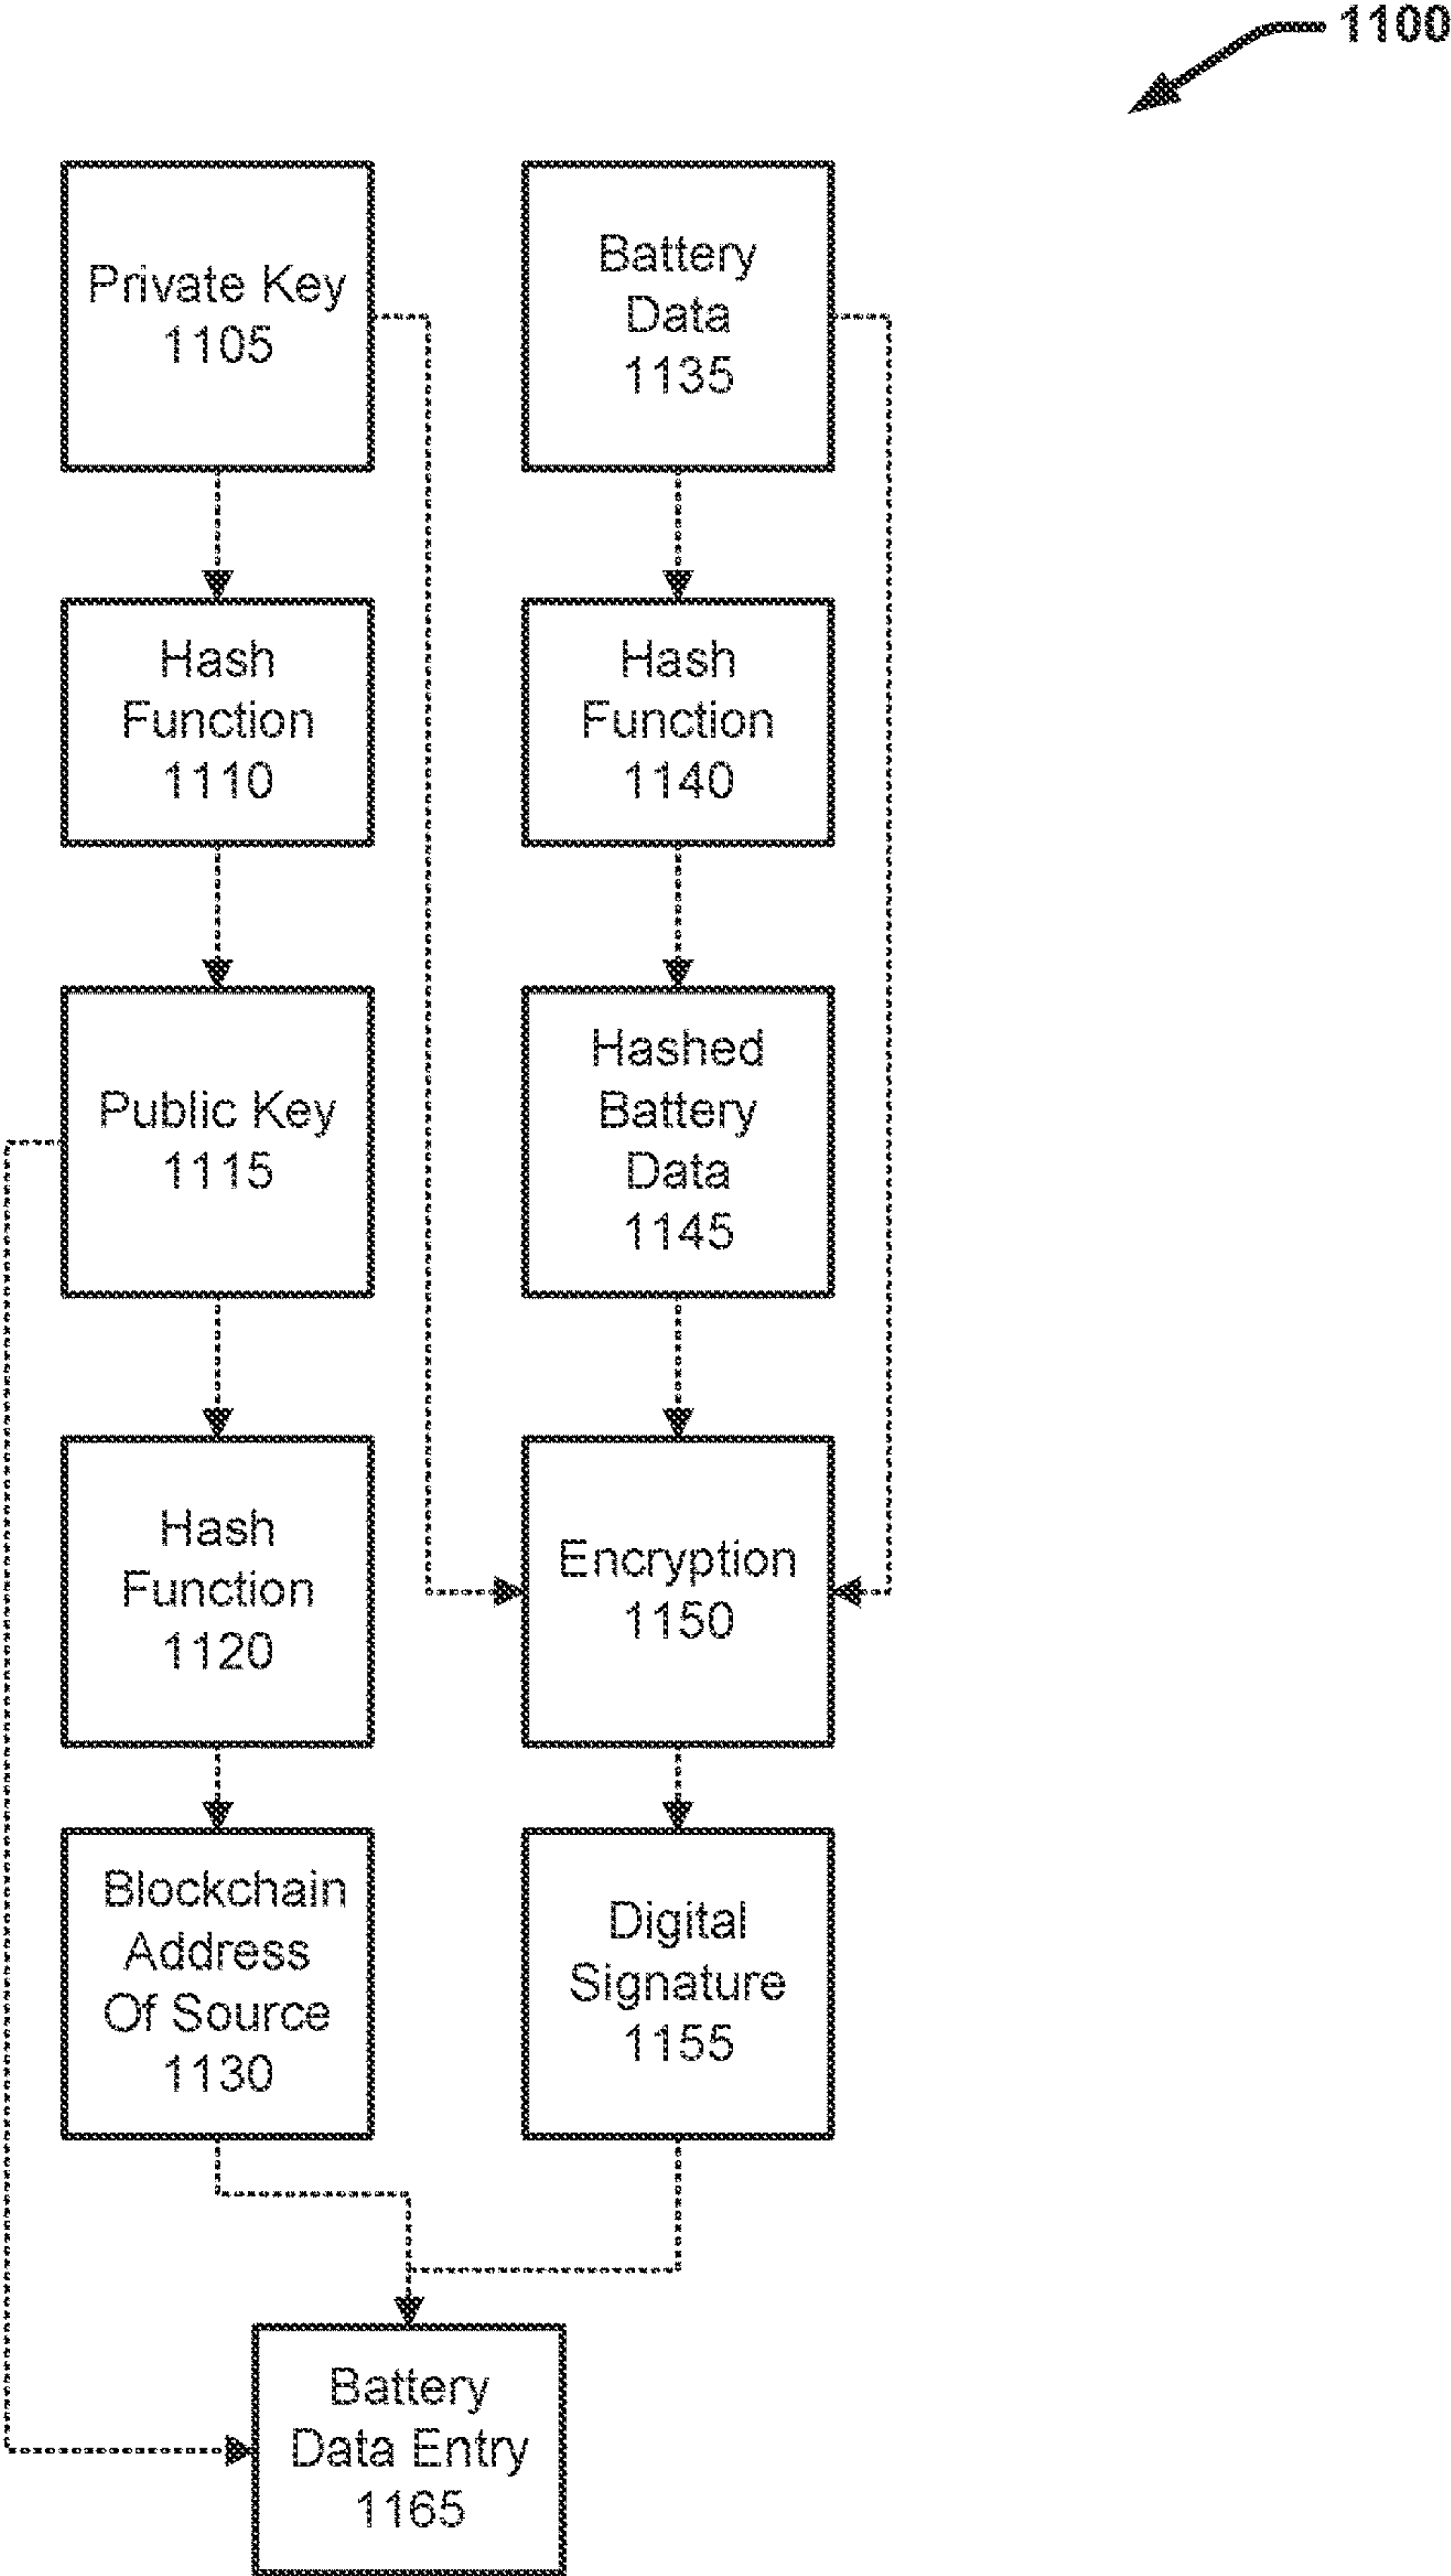 1100
Private Key
1105
Battery
Data
1135
Hash
Function
1110
Hash
Function
1140
Public Key
1115
Hashed
Battery
Data
1145
Hash
Function
1120
Encryption
1150
Blockchain
Address
Of Source
1130
Digital
Signature
1155
Battery
Data Entry
1165